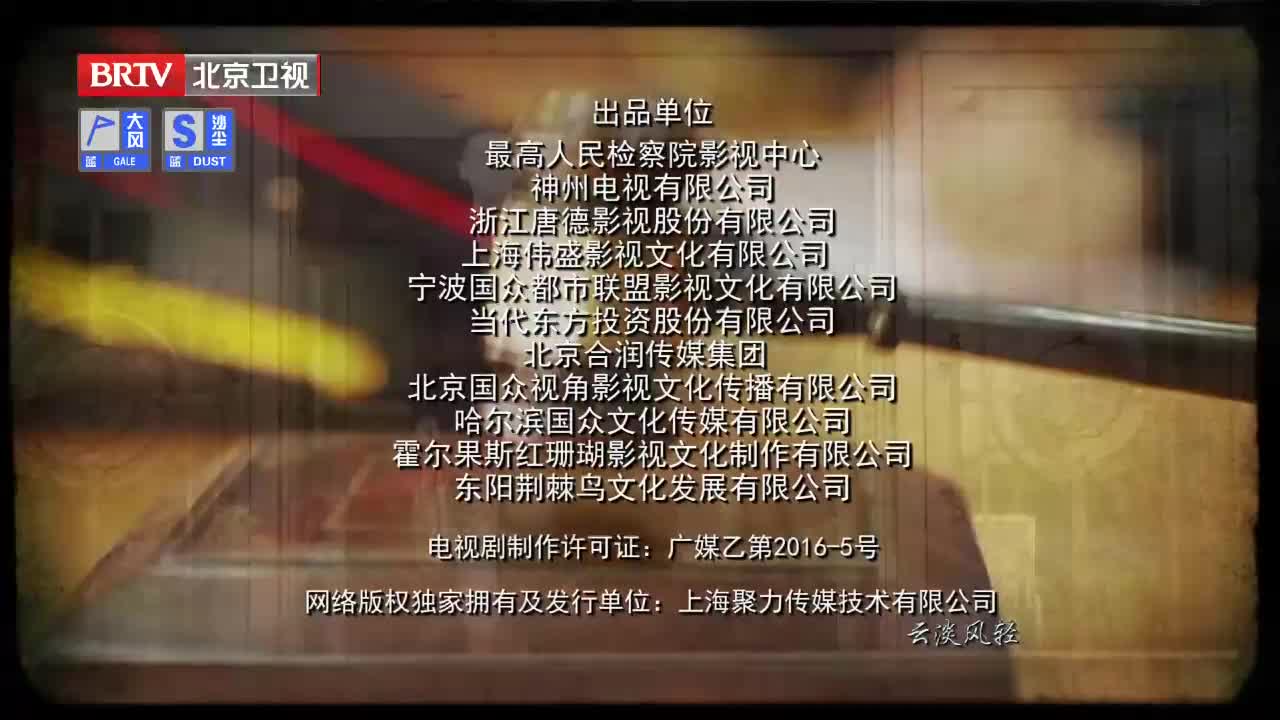 BRTV 北京卫视
大风 沙尘
蓝 GALE S 蓝 DUST
出品单位
最高人民检察院影视中心
神州电视有限公司
浙江唐德影视股份有限公司
上海伟盛影视文化有限公司
宁波国众都市联盟影视文化有限公司
当代东方投资股份有限公司
北京合润传媒集团
北京国众视角影视文化传播有限公司
哈尔滨国众文化传媒有限公司
霍尔果斯红珊瑚影视文化制作有限公司
东阳荆棘鸟文化发展有限公司
电视剧制作许可证：广媒乙第2016-5号
网络版权独家拥有及发行单位：上海聚力传媒技术有限公司
云淡风轻